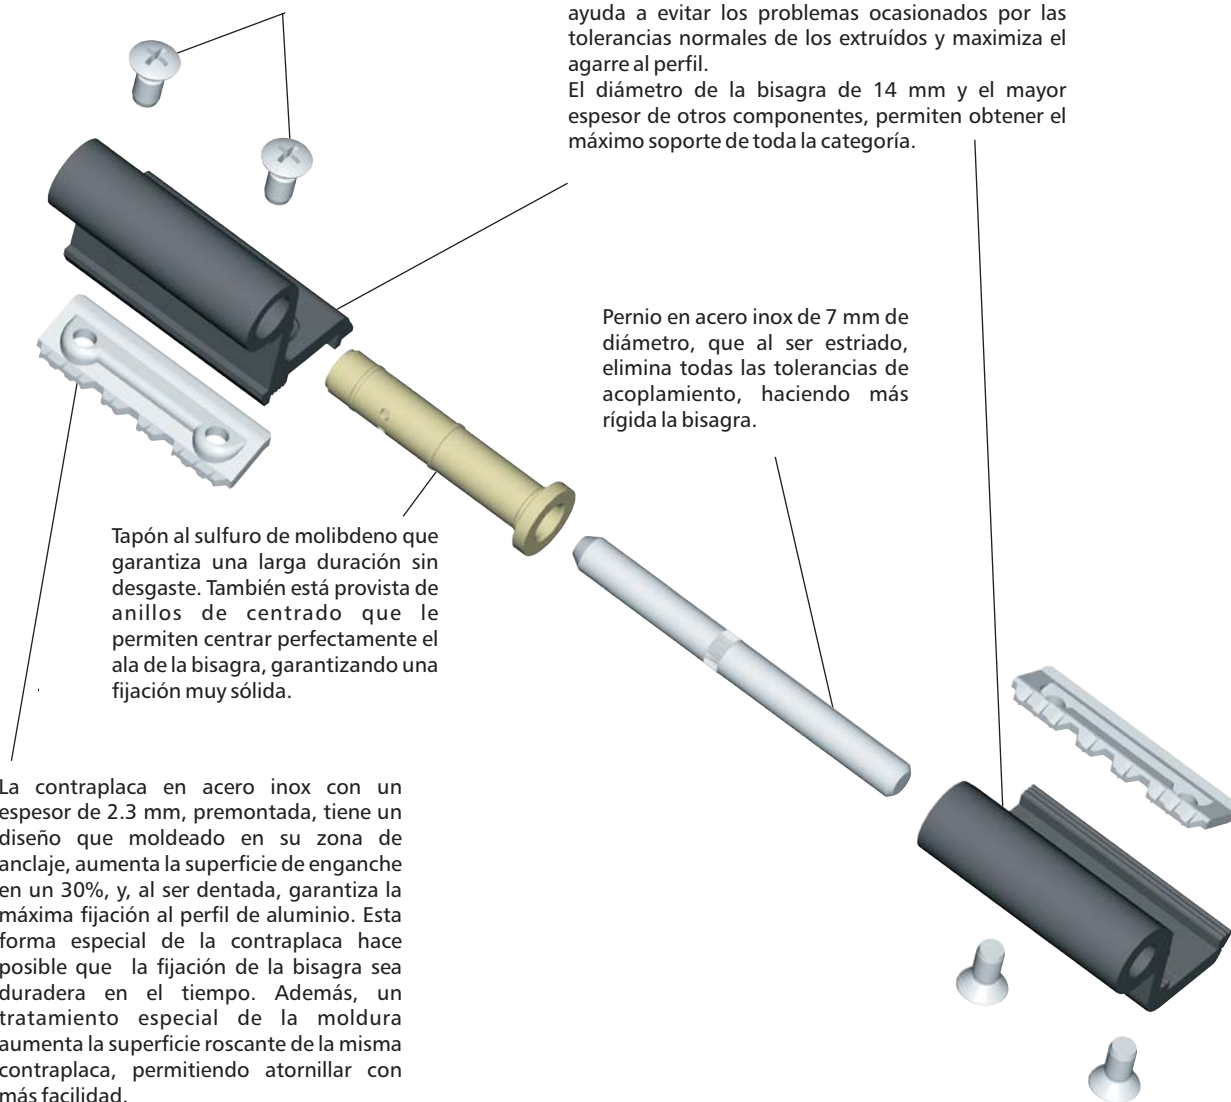 ayuda a evitar los problemas ocasionados por las
tolerancias normales de los extruídos y maximiza el
agarre al perfil.
El diámetro de la bisagra de 14 mm y el mayor
espesor de otros componentes, permiten obtener el
máximo soporte de toda la categoría.
Pernio en acero inox de 7 mm de
diámetro, que al ser estriado,
elimina todas las tolerancias de
acoplamiento, haciendo más
rígida la bisagra.
Tapón al sulfuro de molibdeno que
garantiza una larga duración sin
desgaste. También está provista de
anillos de centrado que le
permiten centrar perfectamente el
ala de la bisagra, garantizando una
fijación muy sólida.
La contraplaca en acero inox con un
espesor de 2.3 mm, premontada, tiene un
diseño que moldeado en su zona de
anclaje, aumenta la superficie de enganche
en un 30%, y, al ser dentada, garantiza la
máxima fijación al perfil de aluminio. Esta
forma especial de la contraplaca hace
posible que la fijación de la bisagra sea
duradera en el tiempo. Además, un
tratamiento especial de la moldura
aumenta la superficie roscante de la misma
contraplaca, permitiendo atornillar con
más facilidad.